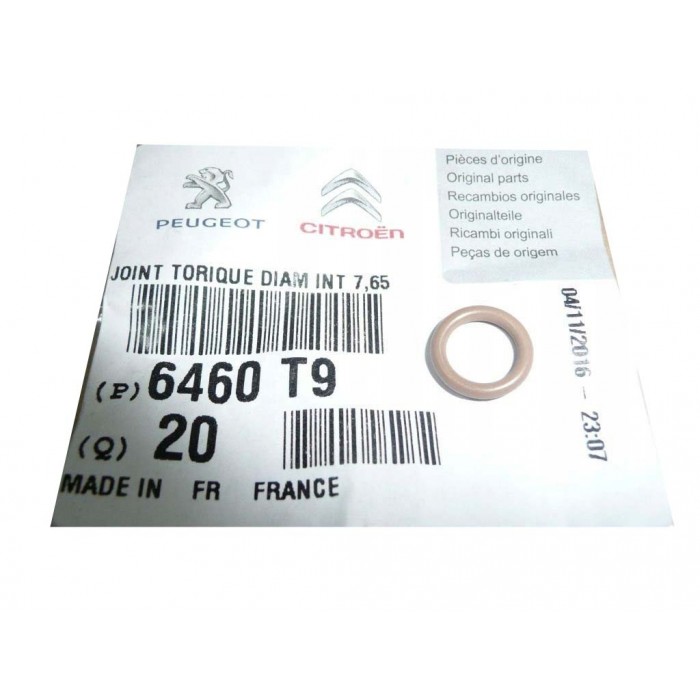 PEUGEOT
CITROËN
Pièces d'origine
Original parts
Recambios originales
Originalteile
Ricambi originali
Peças de origem
JOINT TORIQUE DIAM INT 7,65
(P) 6460 T9
(Q) 20
MADE IN FR FRANCE
04/11/2016 - 23:07